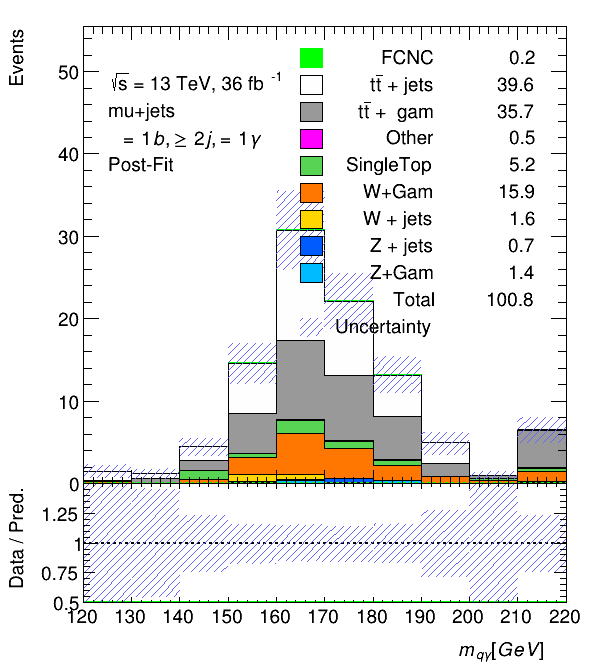 Events
50
40
30
20
10
0
√s = 13 TeV, 36 fb⁻¹
mu+jets
= 1b, ≥ 2j, = 1γ
Post-Fit
FCNC 0.2
tt̄ + jets 39.6
tt̄ + gam 35.7
Other 0.5
SingleTop 5.2
W+Gam 15.9
W + jets 1.6
Z + jets 0.7
Z+Gam 1.4
Total 100.8
Uncertainty
Data / Pred.
1.25
1
0.75
0.5
120 130 140 150 160 170 180 190 200 210 220
m_qγ[GeV]